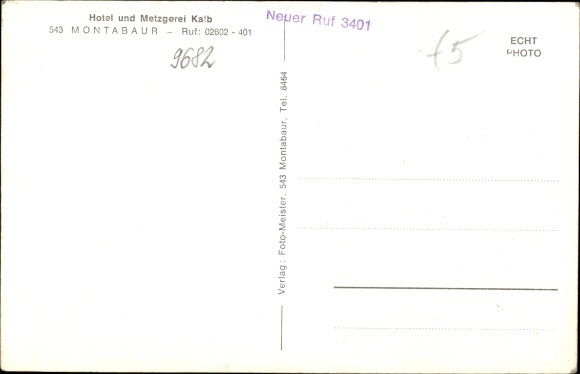 Hotel und Metzgerei Kalb
543 MONTABAUR – Ruf: 02602 - 401
9682
Neuer Ruf 3401
Verlag: Foto-Meister, 543 Montabaur, Tel. 8464
ECHT
PHOTO